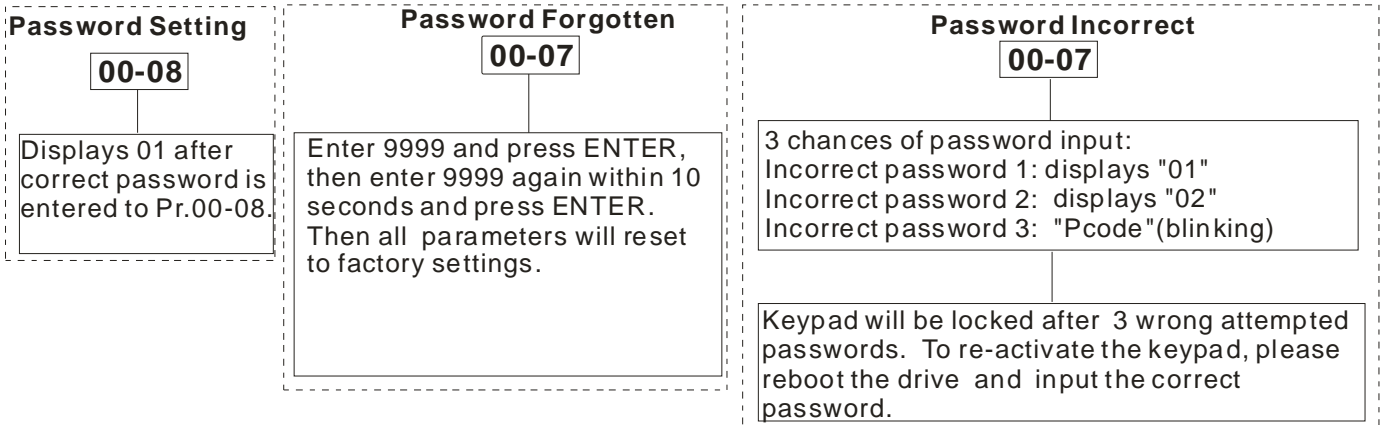 Password Setting
00-08
Displays 01 after
correct password is
entered to Pr.00-08.
Password Forgotten
00-07
Enter 9999 and press ENTER,
then enter 9999 again within 10
seconds and press ENTER.
Then all parameters will reset
to factory settings.
Password Incorrect
00-07
3 chances of password input:
Incorrect password 1: displays "01"
Incorrect password 2: displays "02"
Incorrect password 3: "Pcode"(blinking)
Keypad will be locked after 3 wrong attempted
passwords. To re-activate the keypad, please
reboot the drive and input the correct
password.